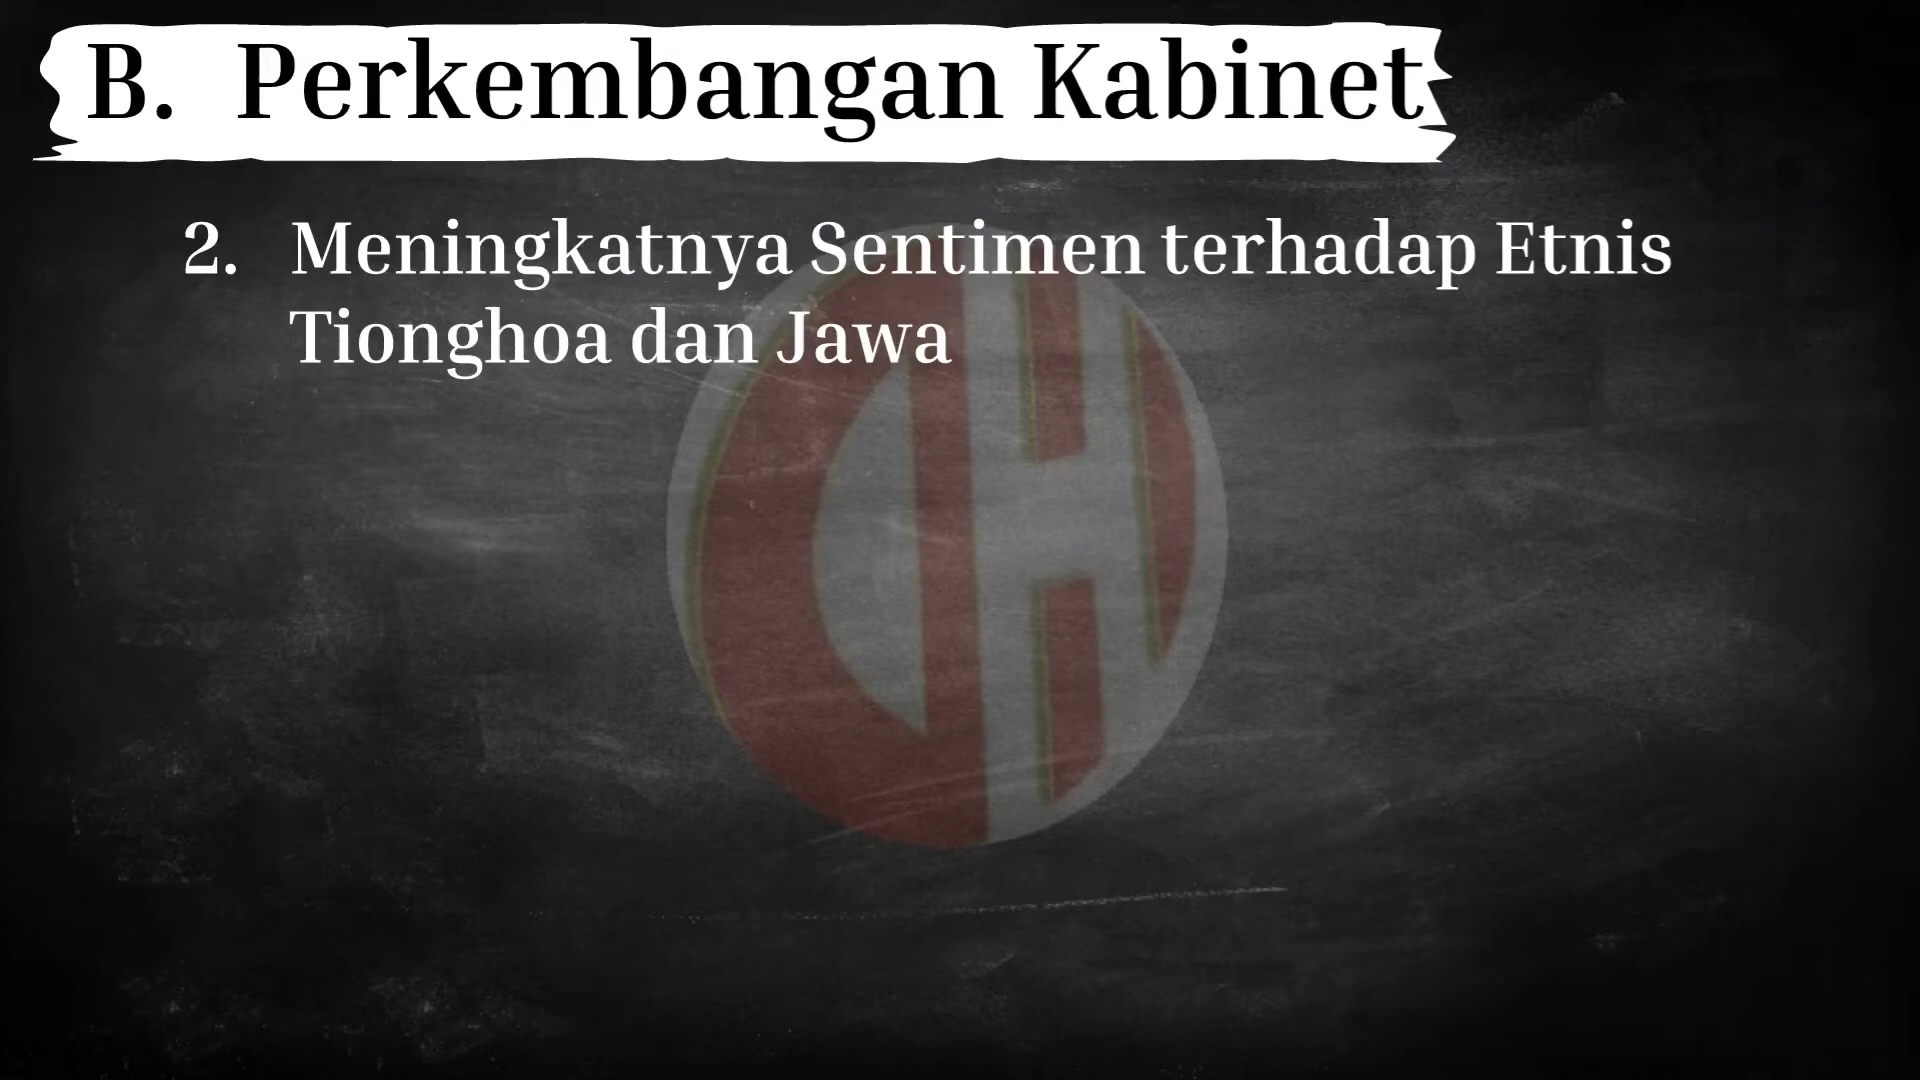 B. Perkembangan Kabinet
2. Meningkatnya Sentimen terhadap Etnis
Tionghoa dan Jawa